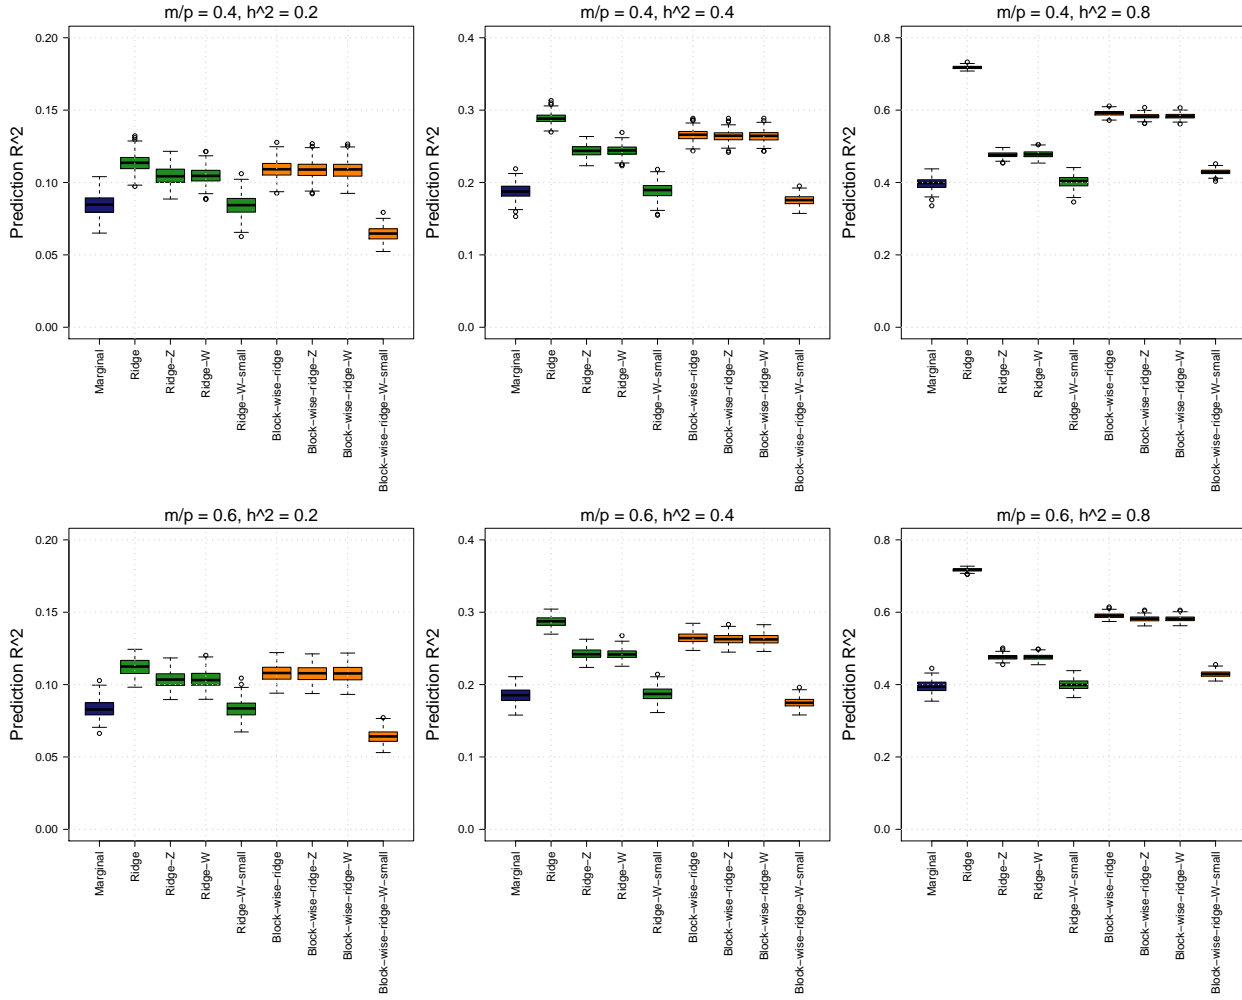 m/p = 0.4, h^2 = 0.2
Prediction R^2
0.20
0.15
0.10
0.05
0.00
Marginal
Ridge
Ridge−Z
Ridge−W
Ridge−W−small
Block−wise−ridge
Block−wise−ridge−Z
Block−wise−ridge−W
Block−wise−ridge−W−small
m/p = 0.4, h^2 = 0.4
Prediction R^2
0.4
0.3
0.2
0.1
0.0
Marginal
Ridge
Ridge−Z
Ridge−W
Ridge−W−small
Block−wise−ridge
Block−wise−ridge−Z
Block−wise−ridge−W
Block−wise−ridge−W−small
m/p = 0.4, h^2 = 0.8
Prediction R^2
0.8
0.6
0.4
0.2
0.0
Marginal
Ridge
Ridge−Z
Ridge−W
Ridge−W−small
Block−wise−ridge
Block−wise−ridge−Z
Block−wise−ridge−W
Block−wise−ridge−W−small
m/p = 0.6, h^2 = 0.2
Prediction R^2
0.20
0.15
0.10
0.05
0.00
Marginal
Ridge
Ridge−Z
Ridge−W
Ridge−W−small
Block−wise−ridge
Block−wise−ridge−Z
Block−wise−ridge−W
Block−wise−ridge−W−small
m/p = 0.6, h^2 = 0.4
Prediction R^2
0.4
0.3
0.2
0.1
0.0
Marginal
Ridge
Ridge−Z
Ridge−W
Ridge−W−small
Block−wise−ridge
Block−wise−ridge−Z
Block−wise−ridge−W
Block−wise−ridge−W−small
m/p = 0.6, h^2 = 0.8
Prediction R^2
0.8
0.6
0.4
0.2
0.0
Marginal
Ridge
Ridge−Z
Ridge−W
Ridge−W−small
Block−wise−ridge
Block−wise−ridge−Z
Block−wise−ridge−W
Block−wise−ridge−W−small